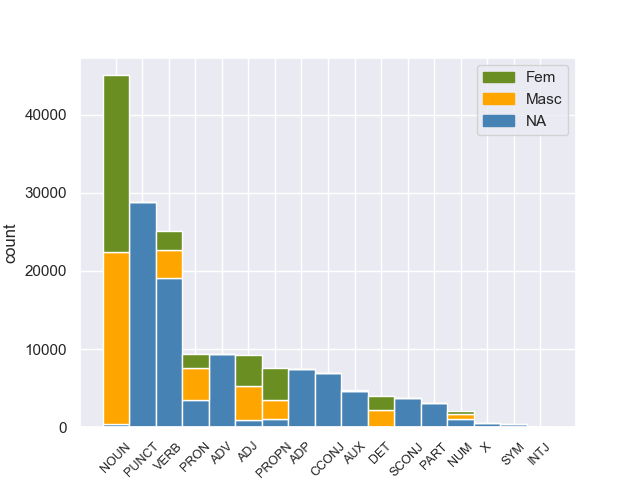 Fem
Masc
NA
count
40000
30000
20000
10000
0
NOUN
PUNCT
VERB
PRON
ADV
ADJ
PROPN
ADP
CCONJ
AUX
DET
SCONJ
PART
NUM
X
SYM
INTJ